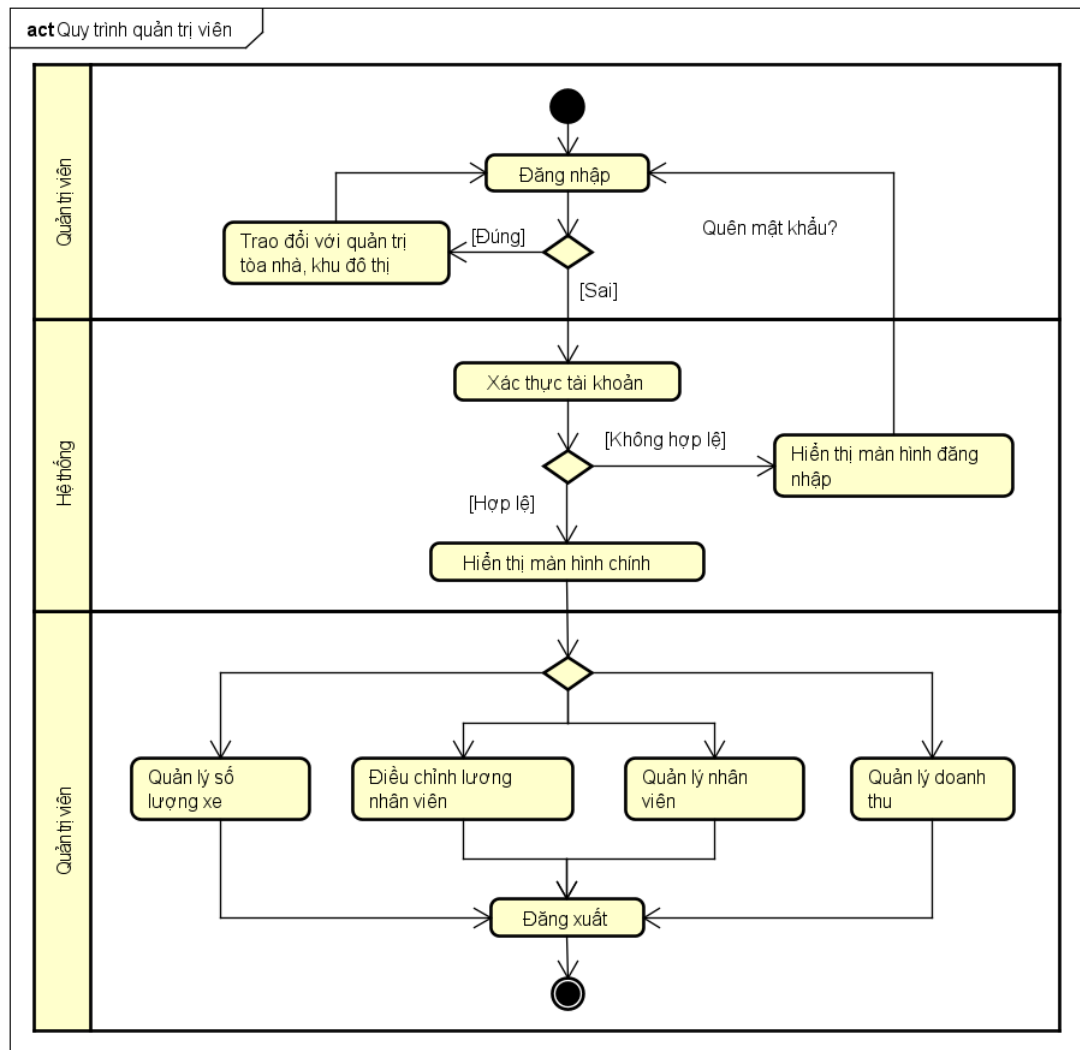 act Quy trình quản trị viên
Quản trị viên
Đăng nhập
Quên mật khẩu?
[Đúng]
Trao đổi với quản trị
tòa nhà, khu đô thị
[Sai]
Hệ thống
Xác thực tài khoản
[Không hợp lệ]
Hiển thị màn hình đăng
nhập
[Hợp lệ]
Hiển thị màn hình chính
Quản trị viên
Quản lý số
lượng xe
Điều chỉnh lương
nhân viên
Quản lý nhân
viên
Quản lý doanh
thu
Đăng xuất